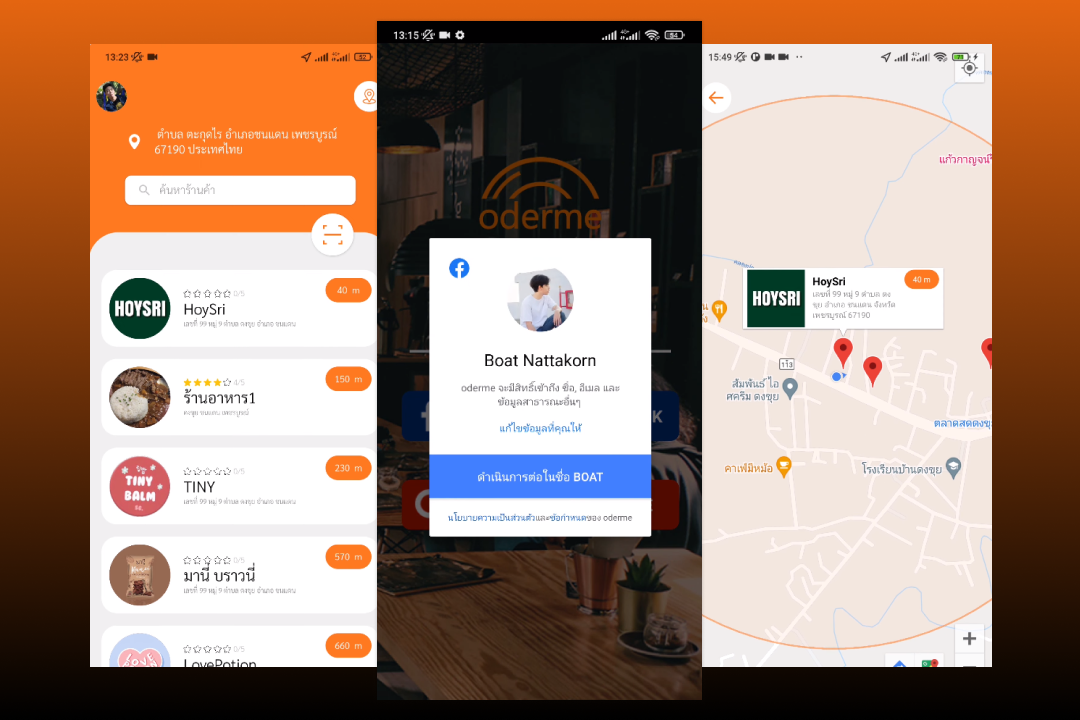 13:23
52
ตำบล ตะกุดไร อำเภอชนแดน เพชรบูรณ์
67190 ประเทศไทย
ค้นหาร้านค้า
HOYSRI
0/5
HoySri
เลขที่ 99 หมู่ 9 ตำบล ดงขุย อำเภอ ชนแดน
40 m
4/5
ร้านอาหาร1
ดงขุย ชนแดน เพชรบูรณ์
150 m
TINY
BALM
0/5
TINY
เลขที่ 99 หมู่ 9 ตำบล ดงขุย อำเภอ ชนแดน
230 m
0/5
มานี บราวนี่
เลขที่ 99 หมู่ 9 ตำบล ดงขุย อำเภอ ชนแดน
570 m
LOVE
0/5
LovePotion
660 m
13:15
54
oderme
Boat Nattakorn
oderme จะมีสิทธิ์เข้าถึง ชื่อ, อีเมล และ
ข้อมูลสาธารณะอื่นๆ
แก้ไขข้อมูลที่คุณให้
K
ดำเนินการต่อในชื่อ BOAT
นโยบายความเป็นส่วนตัวและข้อกำหนดของ oderme
15:49
71
แก้วกาญจน์
HOYSRI
HoySri
เลขที่ 99 หมู่ 9 ตำบล ดง
ขุย อำเภอ ชนแดน จังหวัด
เพชรบูรณ์ 67190
40 m
113
สัมพันธ์ ไอ
ศครีม ดงขุย
ตลาดสดดงขุย
คาเฟ่มีหม้อ
โรงเรียนบ้านดงขุย